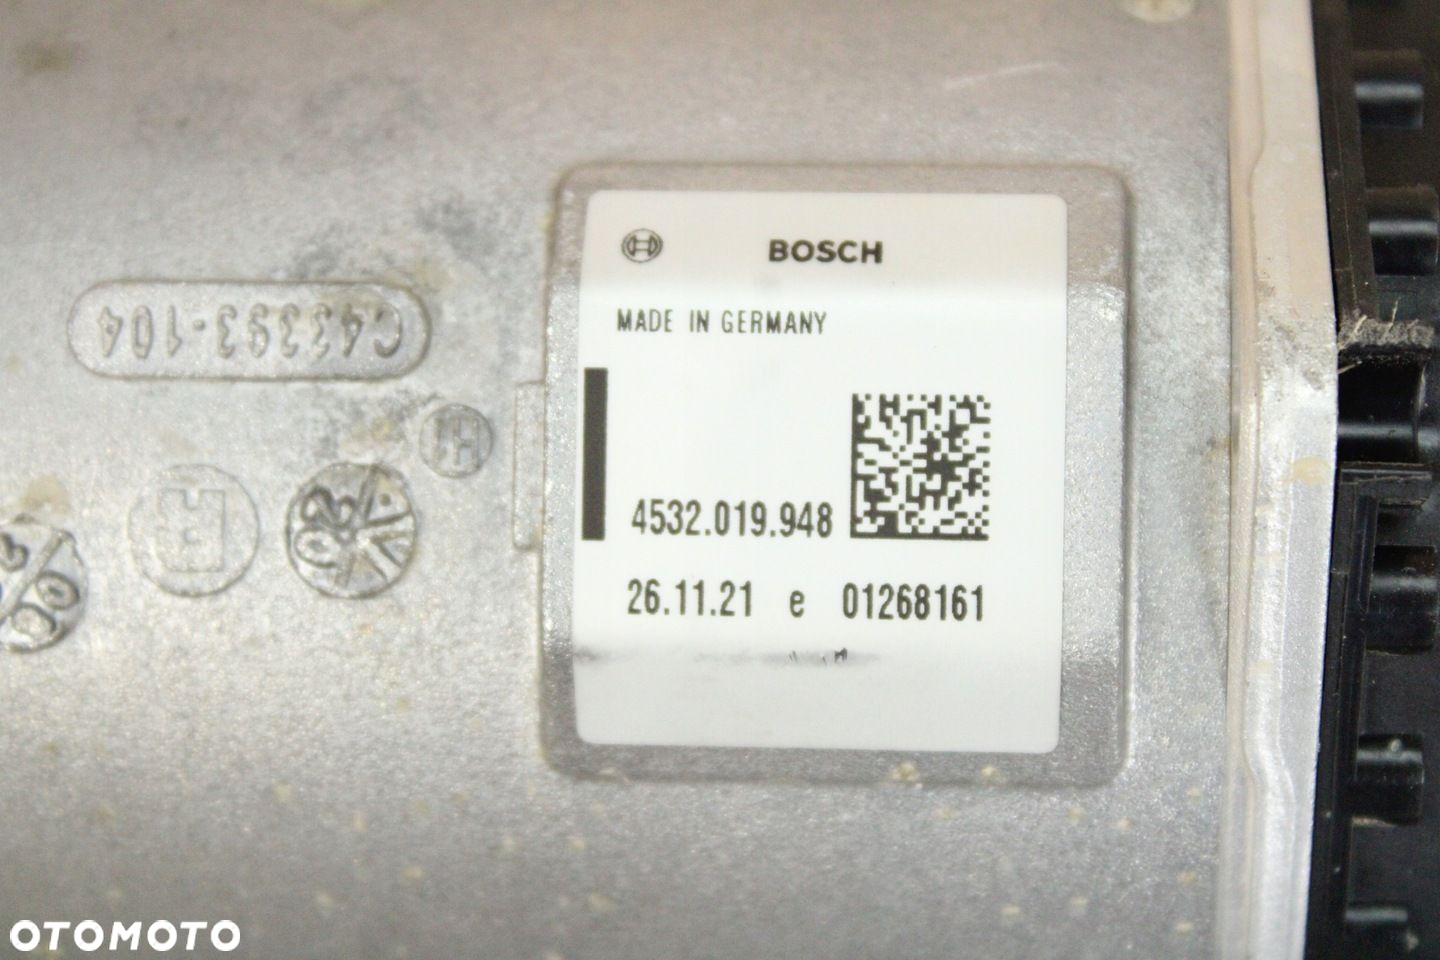 BOSCH
MADE IN GERMANY
4532.019.948
26.11.21 e 01268161
C43393-104
H
R
OTOMOTO